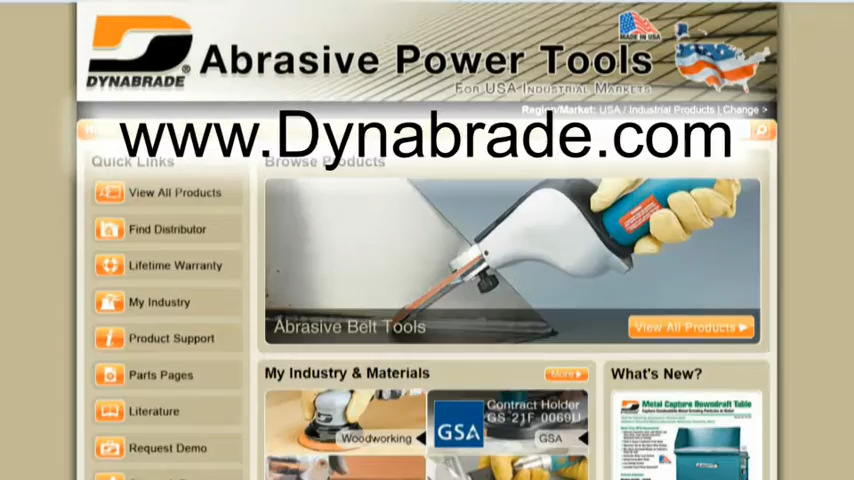 DYNABRADE®
Abrasive Power Tools
MADE IN USA
FOR USA INDUSTRIAL MARKETS
Region/Market: USA / Industrial Products | Change >
www.Dynabrade.com
Quick Links
Browse Products
View All Products
Find Distributor
Lifetime Warranty
My Industry
Product Support
Parts Pages
Literature
Request Demo
Abrasive Belt Tools
View All Products
My Industry & Materials
More
What's New?
Woodworking
GSA
Contract Holder
GS-21F-0069U
GSA
Metal Capture Downdraft Table